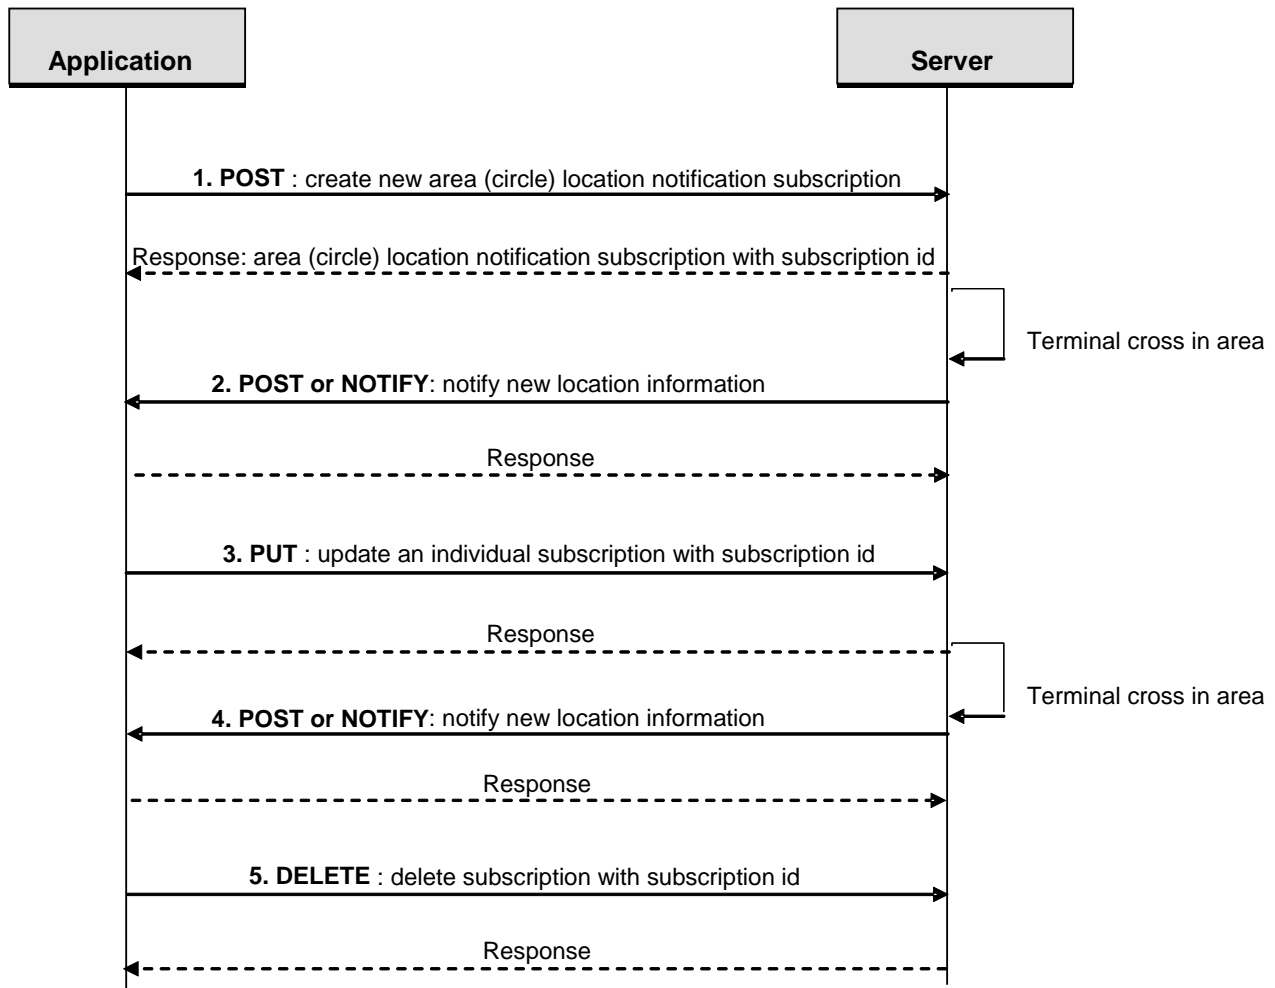 Application
Server
1. POST : create new area (circle) location notification subscription
Response: area (circle) location notification subscription with subscription id
Terminal cross in area
2. POST or NOTIFY: notify new location information
Response
3. PUT : update an individual subscription with subscription id
Response
Terminal cross in area
4. POST or NOTIFY: notify new location information
Response
5. DELETE : delete subscription with subscription id
Response